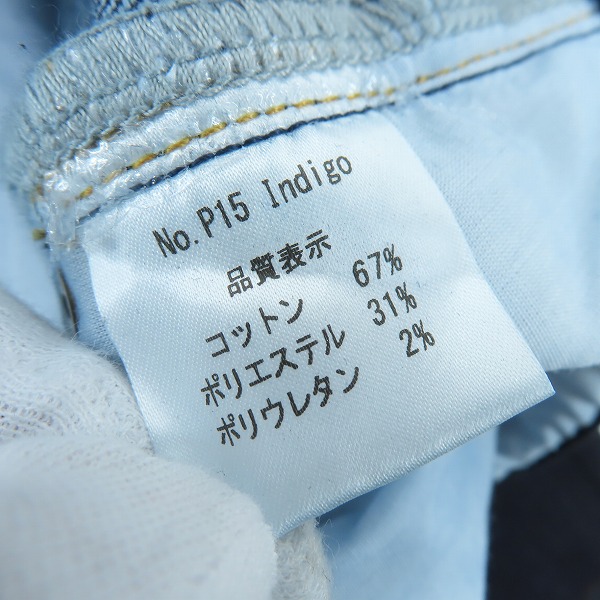 No.P15 Indigo
品質表示
コットン 67%
ポリエステル 31%
ポリウレタン 2%